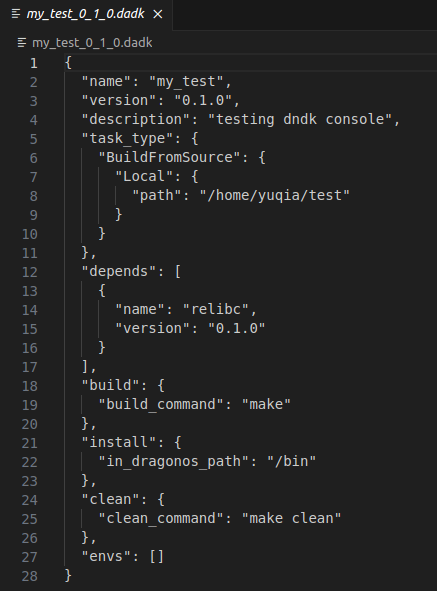 my_test_0_1_0.dadk
my_test_0_1_0.dadk
1 {
2 "name": "my_test",
3 "version": "0.1.0",
4 "description": "testing dndk console",
5 "task_type": {
6 "BuildFromSource": {
7 "Local": {
8 "path": "/home/yuqia/test"
9 }
10 }
11 },
12 "depends": [
13 {
14 "name": "relibc",
15 "version": "0.1.0"
16 }
17 ],
18 "build": {
19 "build_command": "make"
20 },
21 "install": {
22 "in_dragonos_path": "/bin"
23 },
24 "clean": {
25 "clean_command": "make clean"
26 },
27 "envs": []
28 }